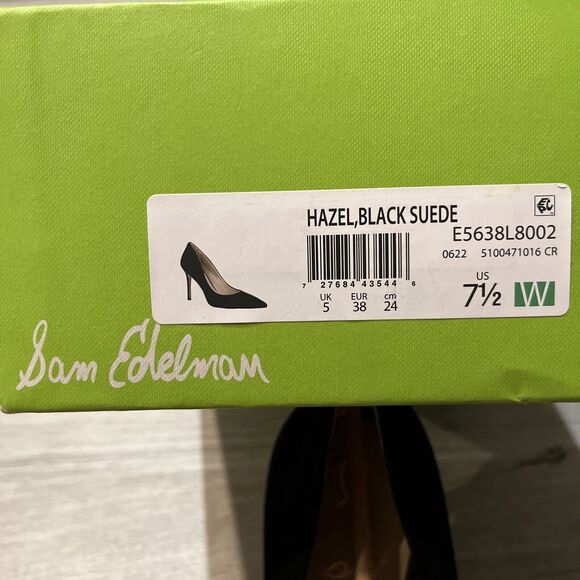 HAZEL,BLACK SUEDE
E5638L8002
0622 5100471016 CR
7 27684 43544 6
UK EUR cm
5 38 24
US
7½ W
Sam Edelman